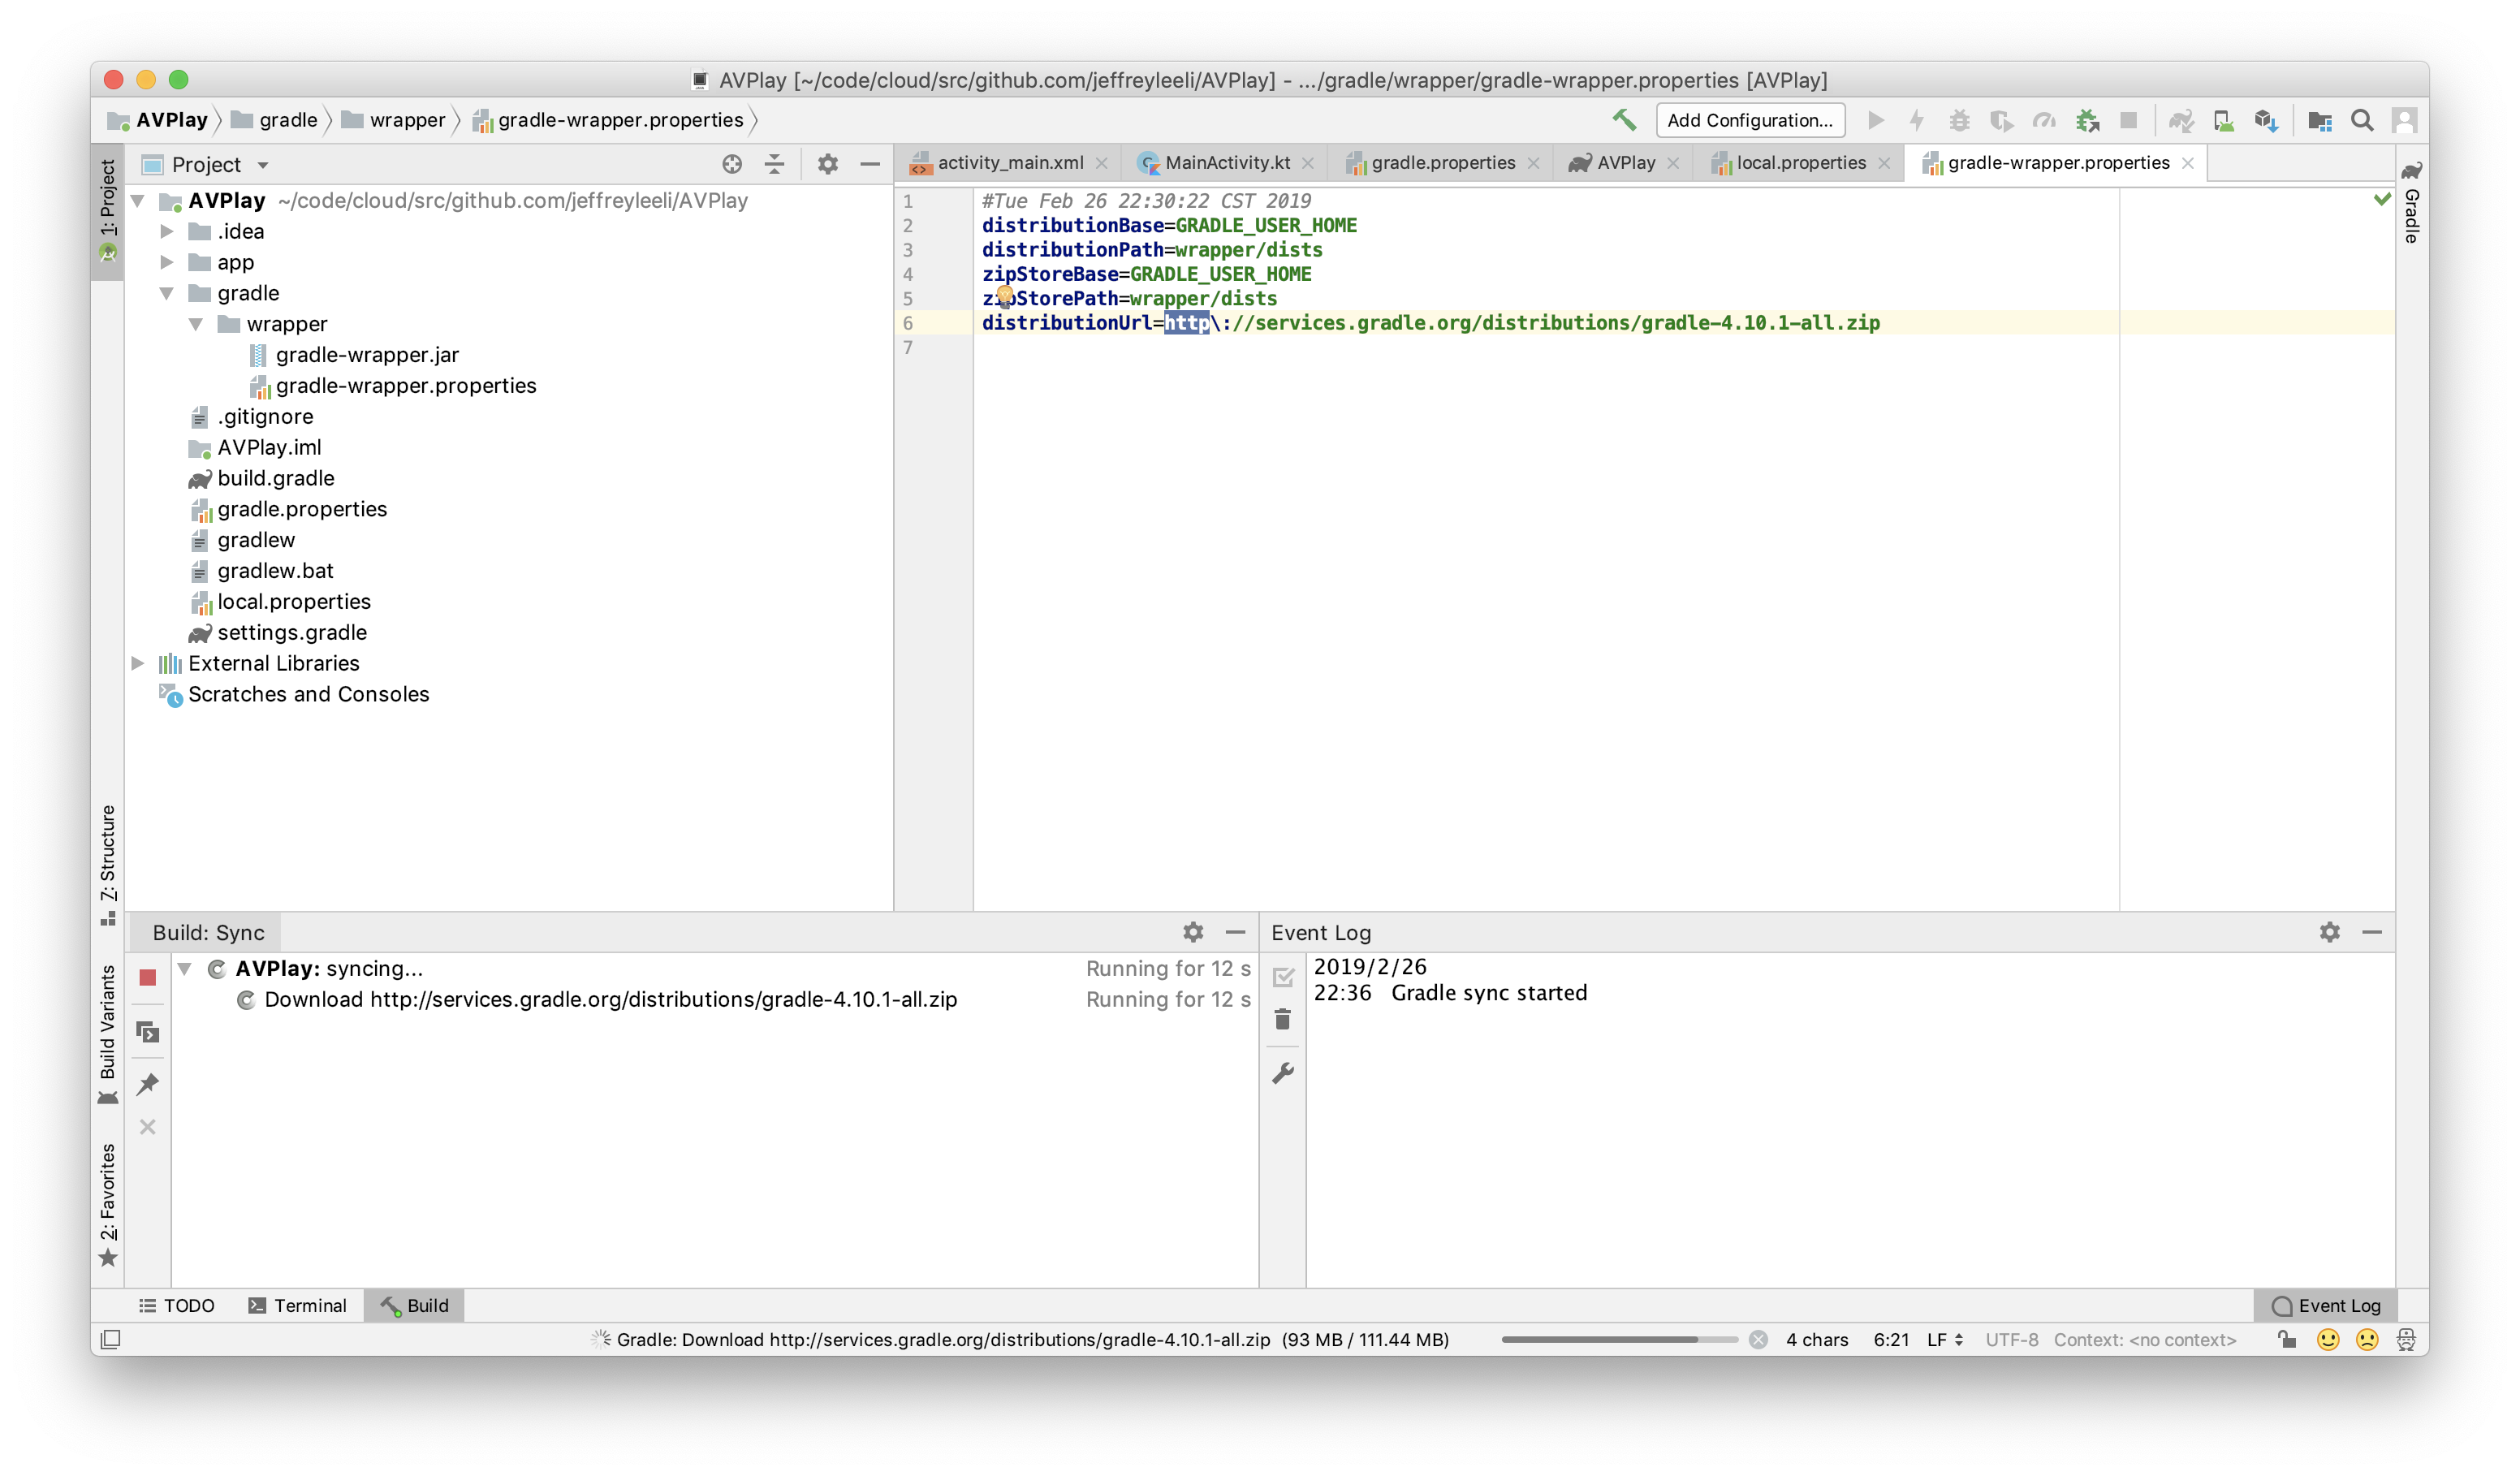 AVPlay [~/code/cloud/src/github.com/jeffreyleeli/AVPlay] - .../gradle/wrapper/gradle-wrapper.properties [AVPlay]
AVPlay gradle wrapper gradle-wrapper.properties
Add Configuration...
1: Project
Project
activity_main.xml MainActivity.kt gradle.properties AVPlay local.properties gradle-wrapper.properties
Gradle
AVPlay ~/code/cloud/src/github.com/jeffreyleeli/AVPlay
.idea
app
gradle
wrapper
gradle-wrapper.jar
gradle-wrapper.properties
.gitignore
AVPlay.iml
build.gradle
gradle.properties
gradlew
gradlew.bat
local.properties
settings.gradle
External Libraries
Scratches and Consoles
1 #Tue Feb 26 22:30:22 CST 2019
2 distributionBase=GRADLE_USER_HOME
3 distributionPath=wrapper/dists
4 zipStoreBase=GRADLE_USER_HOME
5 zipStorePath=wrapper/dists
6 distributionUrl=http\://services.gradle.org/distributions/gradle-4.10.1-all.zip
7
7: Structure
Build Variants
2: Favorites
Build: Sync
AVPlay: syncing... Running for 12 s
Download http://services.gradle.org/distributions/gradle-4.10.1-all.zip Running for 12 s
Event Log
2019/2/26
22:36 Gradle sync started
TODO Terminal Build Event Log
Gradle: Download http://services.gradle.org/distributions/gradle-4.10.1-all.zip (93 MB / 111.44 MB) 4 chars 6:21 LF UTF-8 Context: <no context>